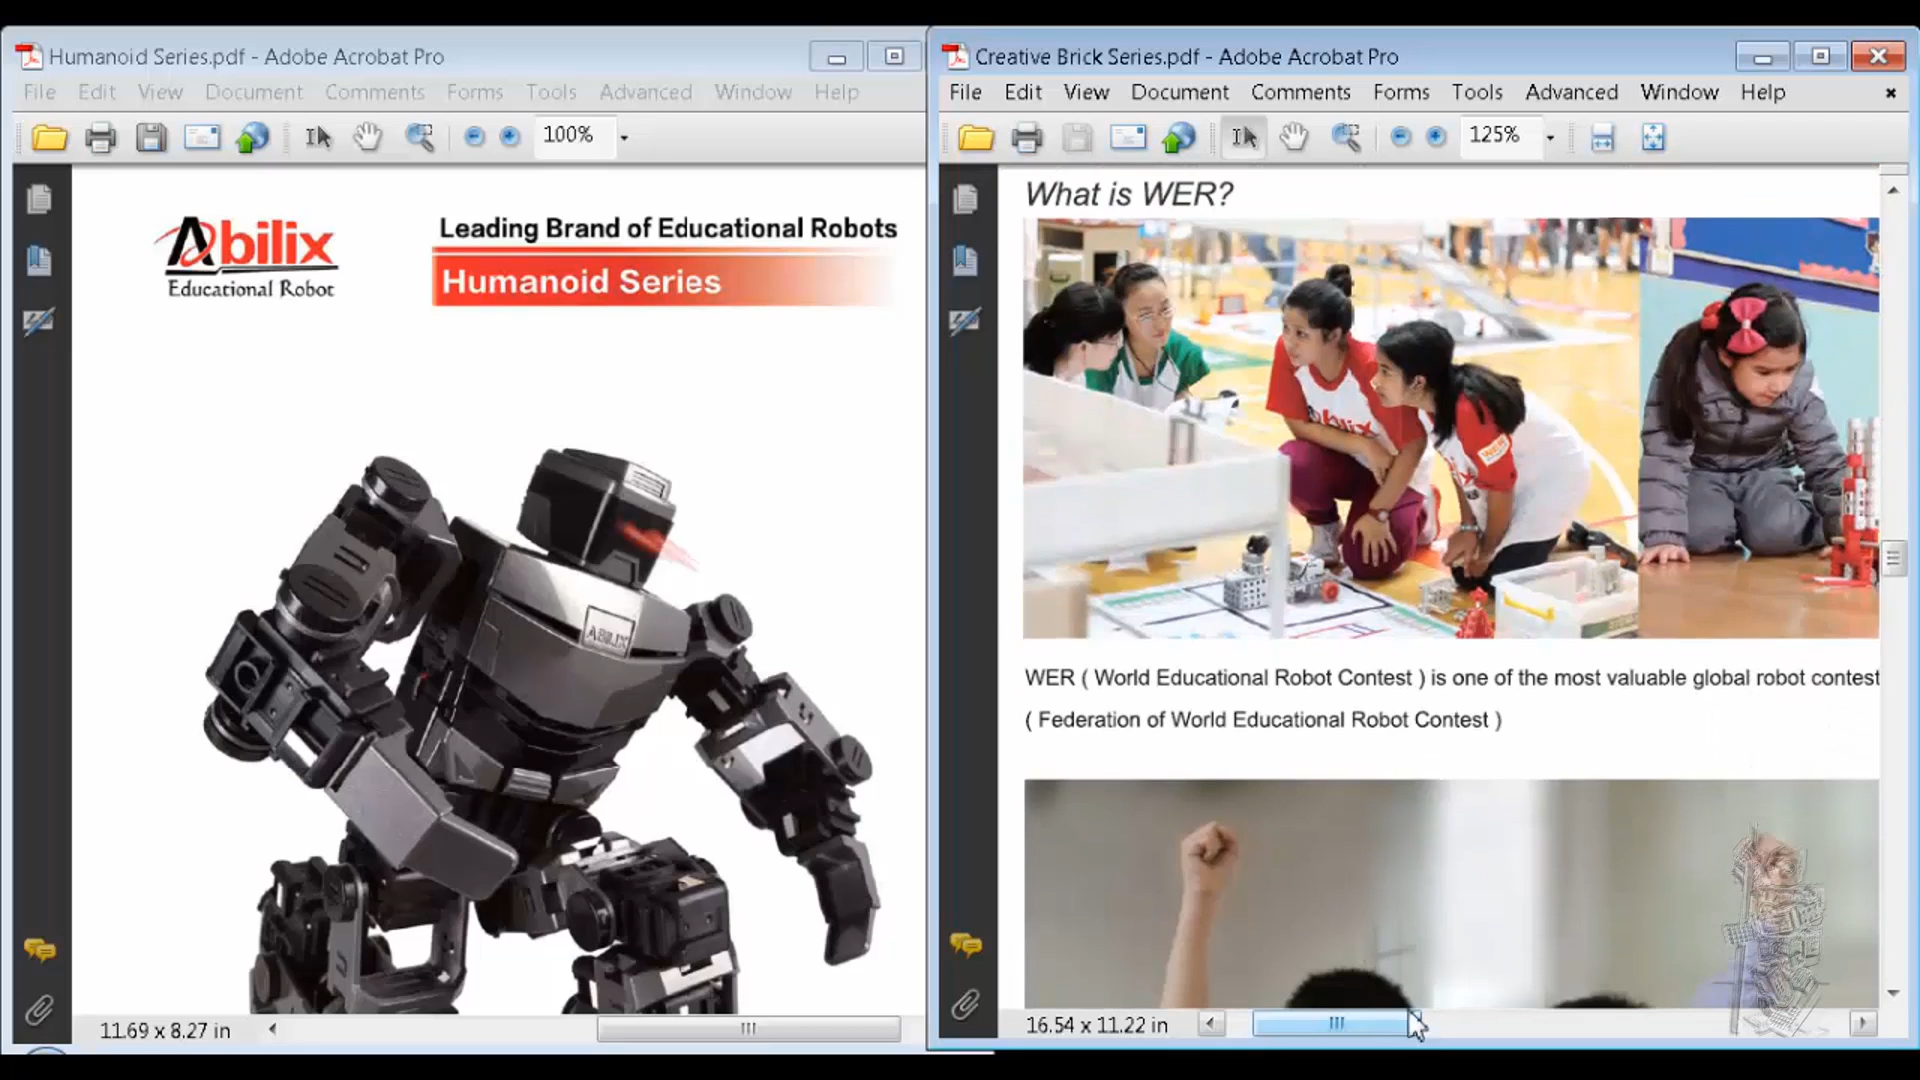 Humanoid Series.pdf - Adobe Acrobat Pro
File Edit View Document Comments Forms Tools Advanced Window Help
100%
Abilix
Educational Robot
Leading Brand of Educational Robots
Humanoid Series
ABILIX
11.69 x 8.27 in
Creative Brick Series.pdf - Adobe Acrobat Pro
File Edit View Document Comments Forms Tools Advanced Window Help
125%
What is WER?
Abilix
WER
WER ( World Educational Robot Contest ) is one of the most valuable global robot contest
( Federation of World Educational Robot Contest )
16.54 x 11.22 in